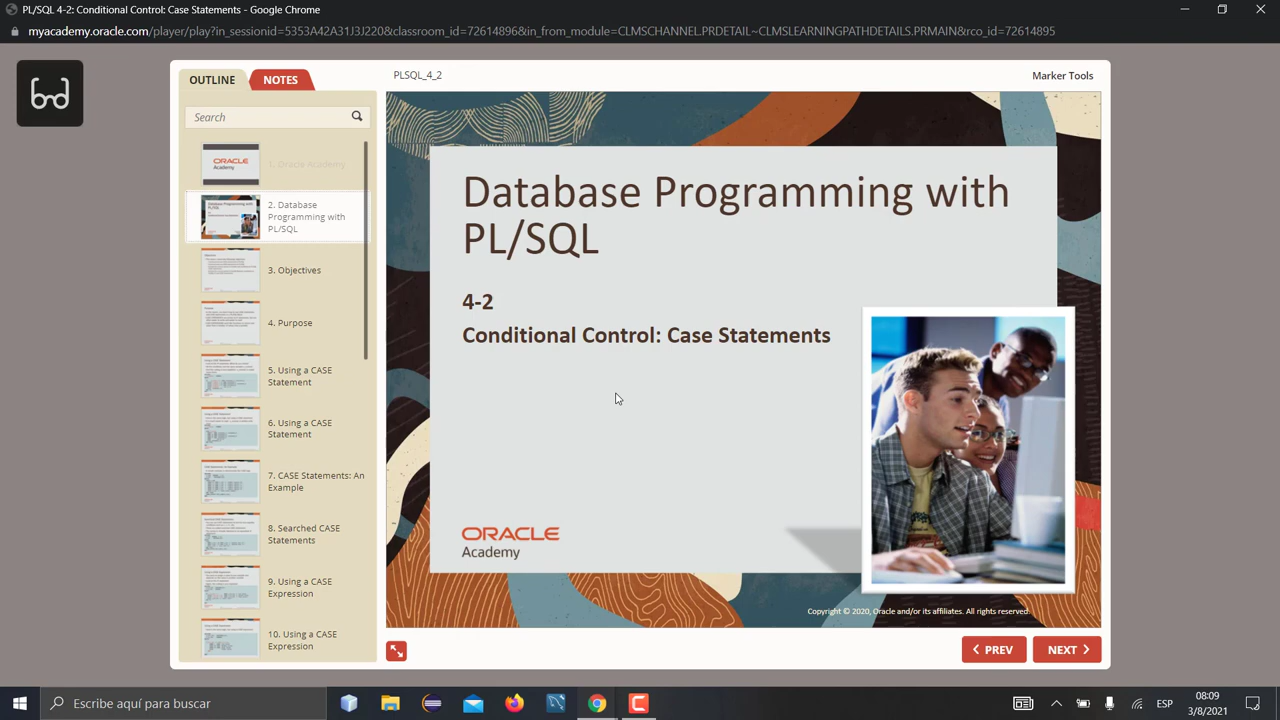 PL/SQL 4-2: Conditional Control: Case Statements - Google Chrome
myacademy.oracle.com/player/play?in_sessionid=5353A42A31J3J220&classroom_id=72614896&in_from_module=CLMSCHANNEL.PRDETAIL~CLMSLEARNINGPATHDETAILS.PRMAIN&rco_id=72614895
OUTLINE
NOTES
PLSQL_4_2
Marker Tools
Search
ORACLE
Academy
1. Oracle Academy
2. Database
Programming with
PL/SQL
3. Objectives
4. Purpose
5. Using a CASE
Statement
6. Using a CASE
Statement
7. CASE Statements: An
Example
8. Searched CASE
Statements
9. Using a CASE
Expression
10. Using a CASE
Expression
Database Programming with
PL/SQL
4-2
Conditional Control: Case Statements
ORACLE
Academy
Copyright © 2020, Oracle and/or its affiliates. All rights reserved.
PREV
NEXT
Escribe aquí para buscar
ESP
08:09
3/8/2021